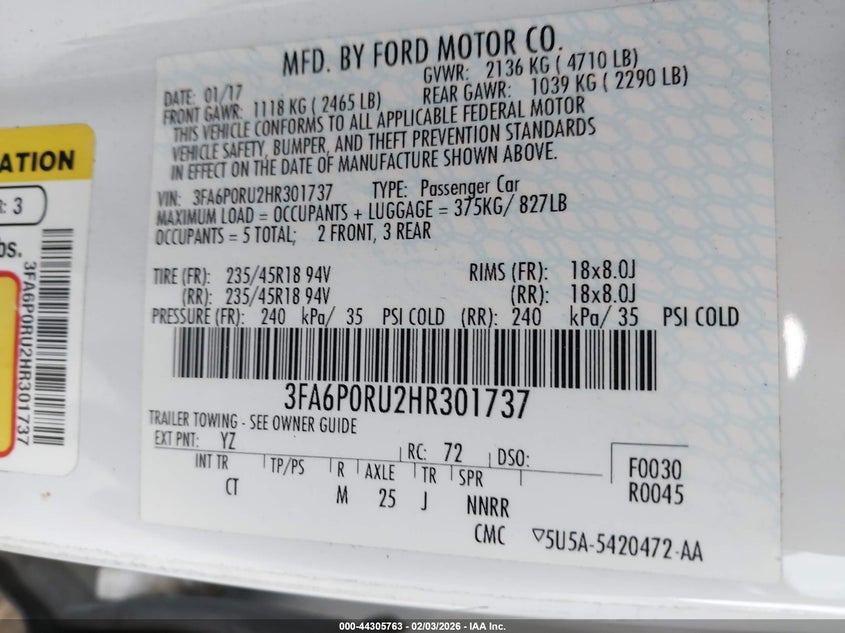 MFD. BY FORD MOTOR CO.
DATE: 01/17 GVWR: 2136 KG ( 4710 LB)
FRONT GAWR: 1118 KG ( 2465 LB) REAR GAWR: 1039 KG ( 2290 LB)
THIS VEHICLE CONFORMS TO ALL APPLICABLE FEDERAL MOTOR
VEHICLE SAFETY, BUMPER, AND THEFT PREVENTION STANDARDS
IN EFFECT ON THE DATE OF MANUFACTURE SHOWN ABOVE.
VIN: 3FA6P0RU2HR301737 TYPE: Passenger Car
MAXIMUM LOAD = OCCUPANTS + LUGGAGE = 375KG/ 827LB
OCCUPANTS = 5 TOTAL; 2 FRONT, 3 REAR
TIRE (FR): 235/45R18 94V RIMS (FR): 18x8.0J
(RR): 235/45R18 94V (RR): 18x8.0J
PRESSURE (FR): 240 kPa/ 35 PSI COLD (RR): 240 kPa/ 35 PSI COLD
3FA6P0RU2HR301737
TRAILER TOWING - SEE OWNER GUIDE
EXT PNT: YZ RC: 72 DSO:
INT TR TP/PS R AXLE TR SPR F0030
CT M 25 J NNRR R0045
CMC ▽5U5A-5420472-AA
ATION
: 3
bs.
3FA6P0RU2HR301737
000-44305763 - 02/03/2026 - IAA Inc.